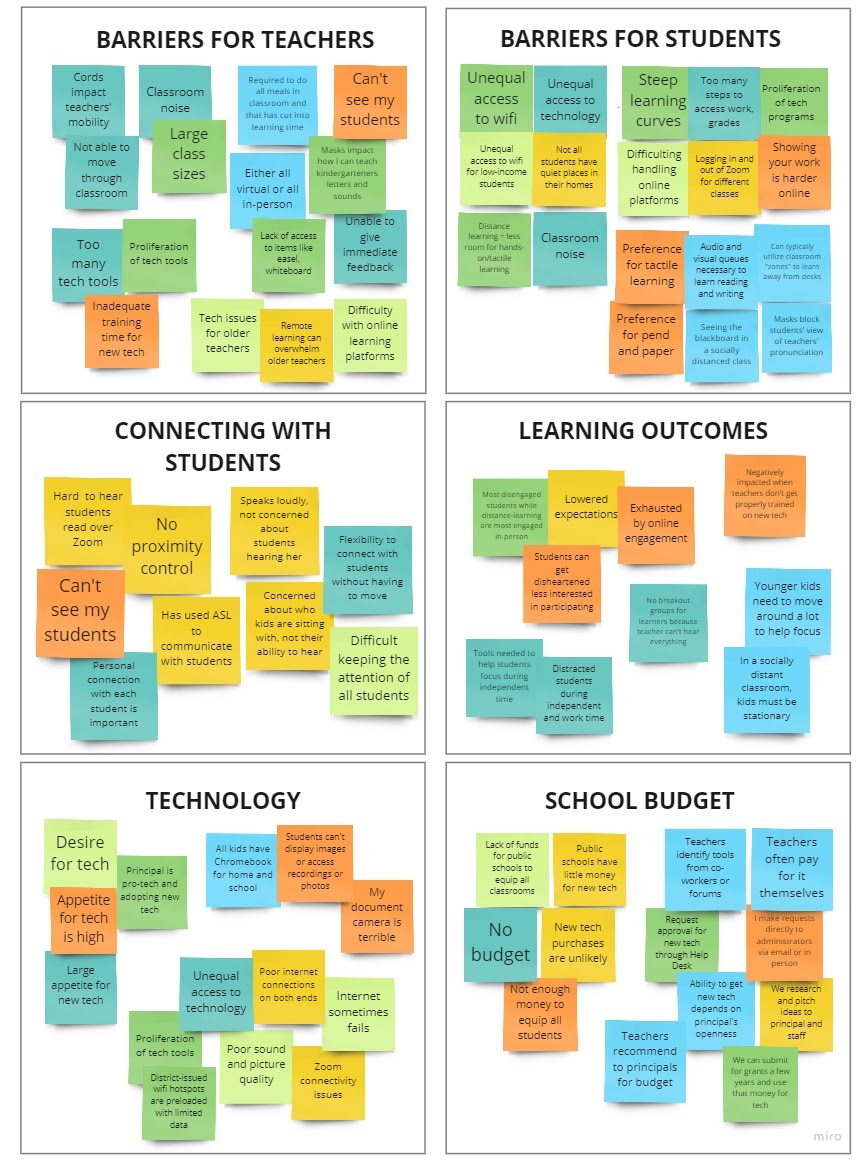 BARRIERS FOR TEACHERS
Cords
impact
teachers'
mobility
Classroom
noise
Required to do
all meals in
classroom and
that has cut into
learning time
Can't
see my
students
Not able to
move
through
classroom
Large
class
sizes
Either all
virtual or all
in-person
Masks impact
how I can teach
kindergarteners
letters and
sounds
Too
many
tech tools
Proliferation
of tech tools
Lack of access
to items like
easel,
whiteboard
Unable to
give
immediate
feedback
Inadequate
training
time for
new tech
Tech issues
for older
teachers
Remote
learning can
overwhelm
older teachers
Difficulty
with online
learning
platforms
BARRIERS FOR STUDENTS
Unequal
access
to wifi
Unequal
access to
technology
Steep
learning
curves
Too many
steps to
access work,
grades
Proliferation
of tech
programs
Unequal
access to wifi
for low-income
students
Not all
students have
quiet places in
their homes
Difficulting
handling
online
platforms
Logging in and
out of Zoom
for different
classes
Showing
your work
is harder
online
Distance
learning = less
room for hands-
on/tactile
learning
Classroom
noise
Preference
for tactile
learning
Audio and
visual queues
necessary to
learn reading
and writing
Can typically
utilize classroom
"zones" to learn
away from desks
Preference
for pend
and paper
Seeing the
blackboard in
a socially
distanced class
Masks block
students' view
of teachers'
pronunciation
CONNECTING WITH
STUDENTS
Hard to hear
students
read over
Zoom
No
proximity
control
Speaks loudly,
not concerned
about
students
hearing her
Flexibility to
connect with
students
without having
to move
Can't
see my
students
Has used ASL
to
communicate
with students
Concerned
about who
kids are sitting
with, not their
ability to hear
Difficult
keeping the
attention of
all students
Personal
connection
with each
student is
important
LEARNING OUTCOMES
Most disengaged
students while
distance-learning
are most engaged
in-person
Lowered
expectations
Exhausted
by online
engagement
Negatively
impacted when
teachers don't get
properly trained
on new tech
Students can
get
disheartened
less interested
in participating
No breakout
groups for
learners because
teacher can't hear
everything
Younger kids
need to move
around a lot
to help focus
Tools needed to
help students
focus during
independent
time
Distracted
students
during
independent
and work time
In a socially
distant
classroom,
kids must be
stationary
TECHNOLOGY
Desire
for tech
Principal is
pro-tech and
adopting new
tech
All kids have
Chromebook
for home and
school
Students can't
display images
or access
recordings or
photos
Appetite
for tech
is high
My
document
camera is
terrible
Large
appetite for
new tech
Unequal
access to
technology
Poor internet
connections
on both ends
Internet
sometimes
fails
Proliferation
of tech tools
Poor sound
and picture
quality
Zoom
connectivity
issues
District-issued
wifi hotspots
are preloaded
with limited
data
SCHOOL BUDGET
Lack of funds
for public
schools to
equip all
classrooms
Public
schools have
little money
for new tech
Teachers
identify tools
from co-
workers or
forums
Teachers
often pay
for it
themselves
No
budget
New tech
purchases
are unlikely
Request
approval for
new tech
through Help
Desk
I make requests
directly to
administrators
via email or in
person
Not enough
money to
equip all
students
Ability to get
new tech
depends on
principal's
openness
We research
and pitch
ideas to
principal and
staff
Teachers
recommend
to principals
for budget
We can submit
for grants a few
years and use
that money for
tech
miro